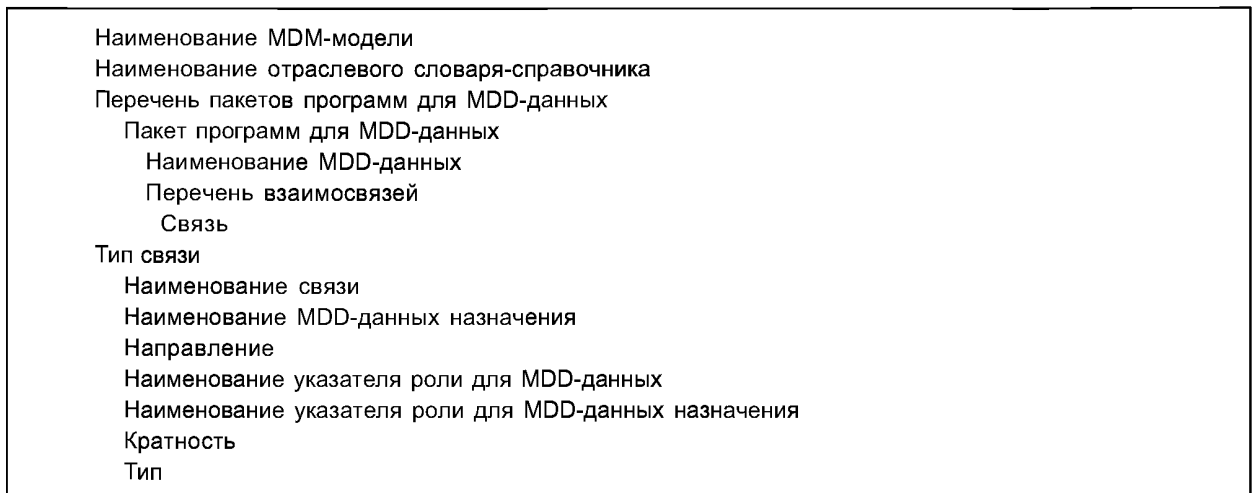 Наименование MDM-модели
Наименование отраслевого словаря-справочника
Перечень пакетов программ для MDD-данных
Пакет программ для MDD-данных
Наименование MDD-данных
Перечень взаимосвязей
Связь
Тип связи
Наименование связи
Наименование MDD-данных назначения
Направление
Наименование указателя роли для MDD-данных
Наименование указателя роли для MDD-данных назначения
Кратность
Тип